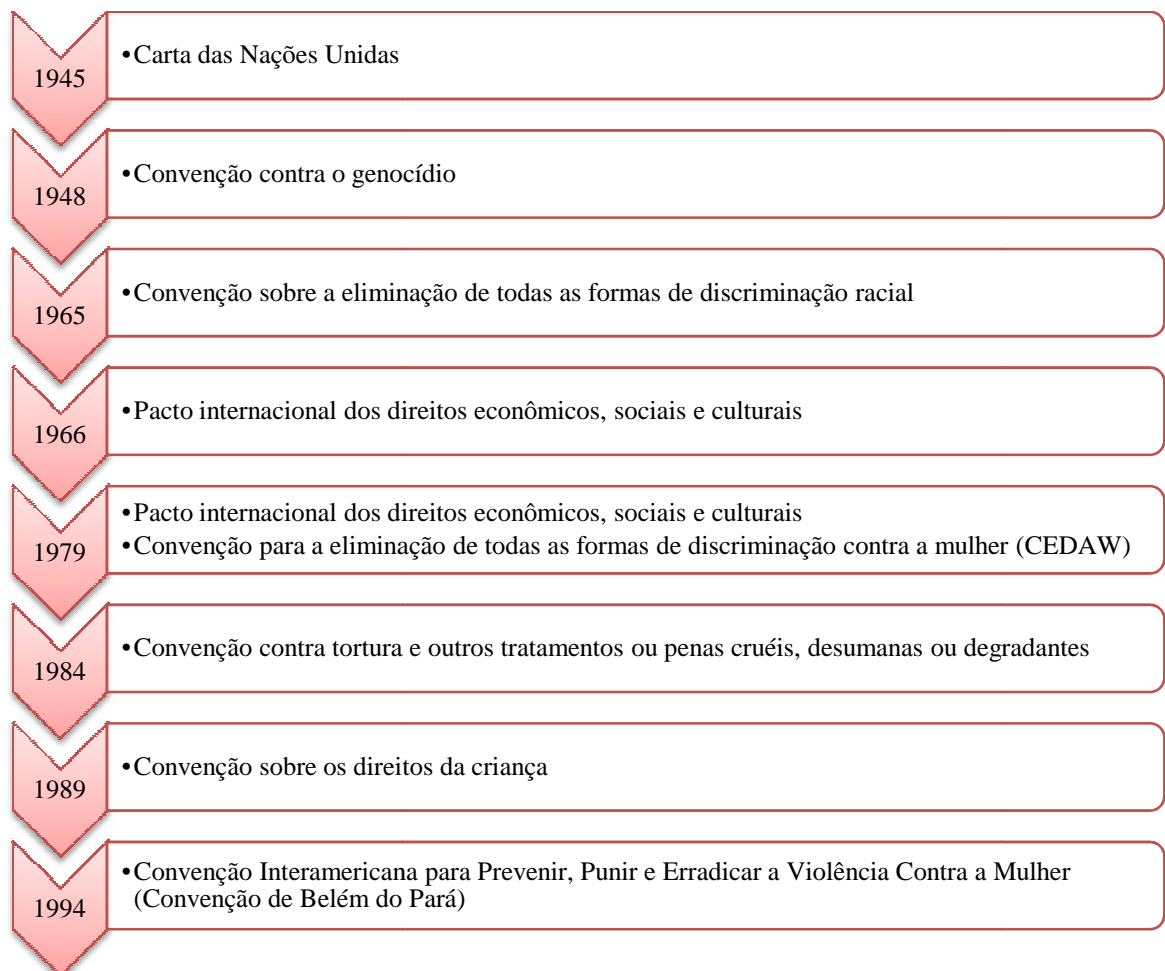 1945
•Carta das Nações Unidas
1948
•Convenção contra o genocídio
1965
•Convenção sobre a eliminação de todas as formas de discriminação racial
1966
•Pacto internacional dos direitos econômicos, sociais e culturais
1979
•Pacto internacional dos direitos econômicos, sociais e culturais
•Convenção para a eliminação de todas as formas de discriminação contra a mulher (CEDAW)
1984
•Convenção contra tortura e outros tratamentos ou penas cruéis, desumanas ou degradantes
1989
•Convenção sobre os direitos da criança
1994
•Convenção Interamericana para Prevenir, Punir e Erradicar a Violência Contra a Mulher
(Convenção de Belém do Pará)